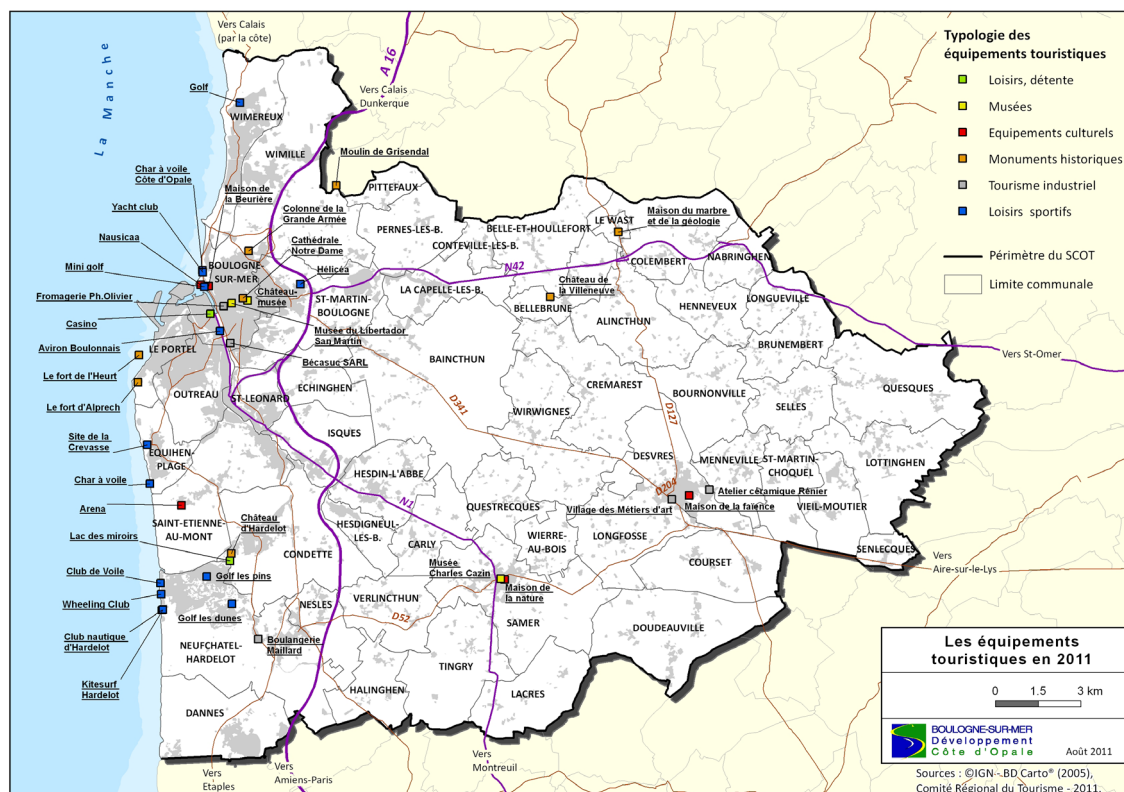 Vers Calais
(par la côte)
La Manche
A 16
Vers Calais
Dunkerque
Golf
WIMEREUX
WIMILLE
Moulin de Grisendal
Char à voile
Côte d'Opale
Maison de
la Beurière
Yacht club
Colonne de la
Grande Armée
Nausicaa
Cathédrale
Notre Dame
Mini golf
BOULOGNE-
SUR-MER
Hélicéa
Fromagerie Ph.Olivier
Château-
musée
ST-MARTIN-
BOULOGNE
Casino
Musée du Libertador
San Martin
Aviron Boulonnais
LE PORTEL
Bécasuc SARL
Le fort de l'Heurt
Le fort d'Alprech
OUTREAU
ST-LEONARD
ECHINGHEN
ISQUES
PITTEFAUX
PERNES-LES-B.
CONTEVILLE-LES-B.
BELLE-ET-HOULLEFORT
LE WAST
Maison du marbre
et de la géologie
COLEMBERT
NABRINGHEN
N42
LA CAPELLE-LES-B.
Château de
la Villeneuve
BELLEBRUNE
ALINCTHUN
HENNEVEUX
LONGUEVILLE
BRUNEMBERT
Vers St-Omer
BAINCTHUN
CREMAREST
BOURNONVILLE
QUESQUES
SELLES
D341
WIRWIGNES
D127
Site de la
Crevasse
EQUIHEN-
PLAGE
Char à voile
Arena
SAINT-ETIENNE-
AU-MONT
HESDIN-L'ABBE
N1
DESVRES
D204
MENNEVILLE
ST-MARTIN-
CHOQUEL
LOTTINGHEN
Atelier céramique Rénier
Village des Métiers d'art
Maison de la faïence
VIEIL-MOUTIER
QUESTRECQUES
Château
d'Hardelot
Lac des miroirs
HESDIGNEUL-
LES-B.
CONDETTE
CARLY
WIERRE-
AU-BOIS
LONGFOSSE
SENLECQUES
COURSET
Vers
Aire-sur-le-Lys
Club de Voile
Golf les pins
Musée
Charles Cazin
Maison de
la nature
Wheeling Club
Golf les dunes
NESLES
VERLINCTHUN
D52
SAMER
DOUDEAUVILLE
Club nautique
d'Hardelot
NEUFCHATEL-
HARDELOT
Boulangerie
Maillard
Kitesurf
Hardelot
TINGRY
HALINGHEN
LACRES
DANNES
Vers
Etaples
Vers
Amiens-Paris
Vers
Montreuil
Typologie des
équipements touristiques
Loisirs, détente
Musées
Equipements culturels
Monuments historiques
Tourisme industriel
Loisirs sportifs
Périmètre du SCOT
Limite communale
Les équipements
touristiques en 2011
0 1.5 3 km
BOULOGNE-SUR-MER
Développement
Côte d'Opale
Août 2011
Sources : ©IGN - BD Carto® (2005),
Comité Régional du Tourisme - 2011.